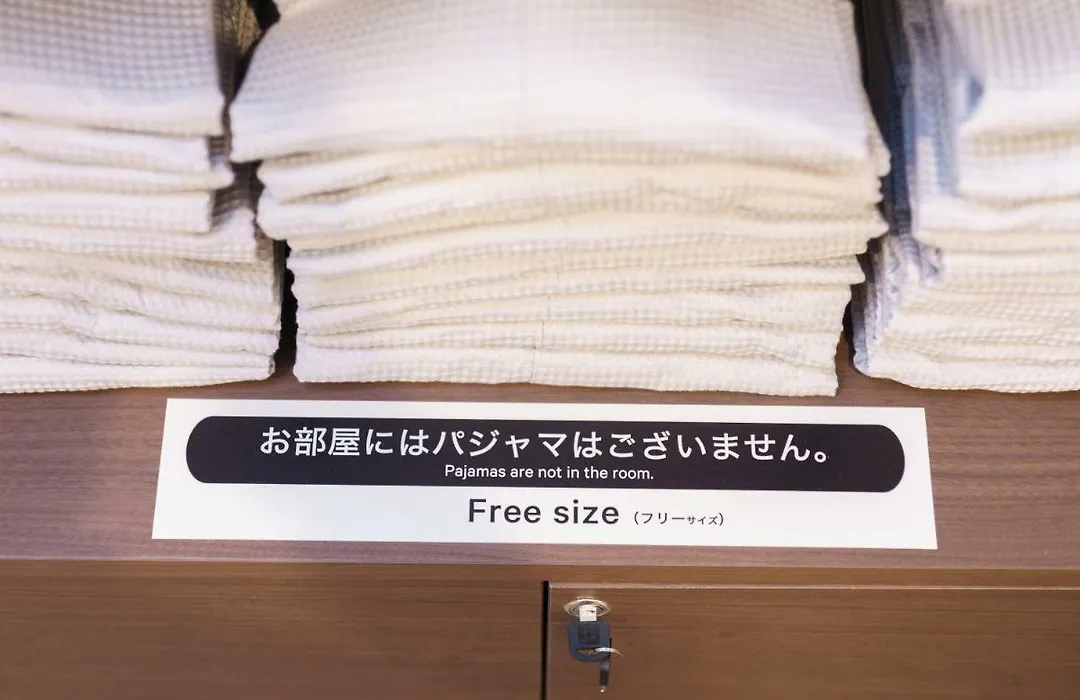 お部屋にはパジャマはございません。
Pajamas are not in the room.
Free size (フリーサイズ)